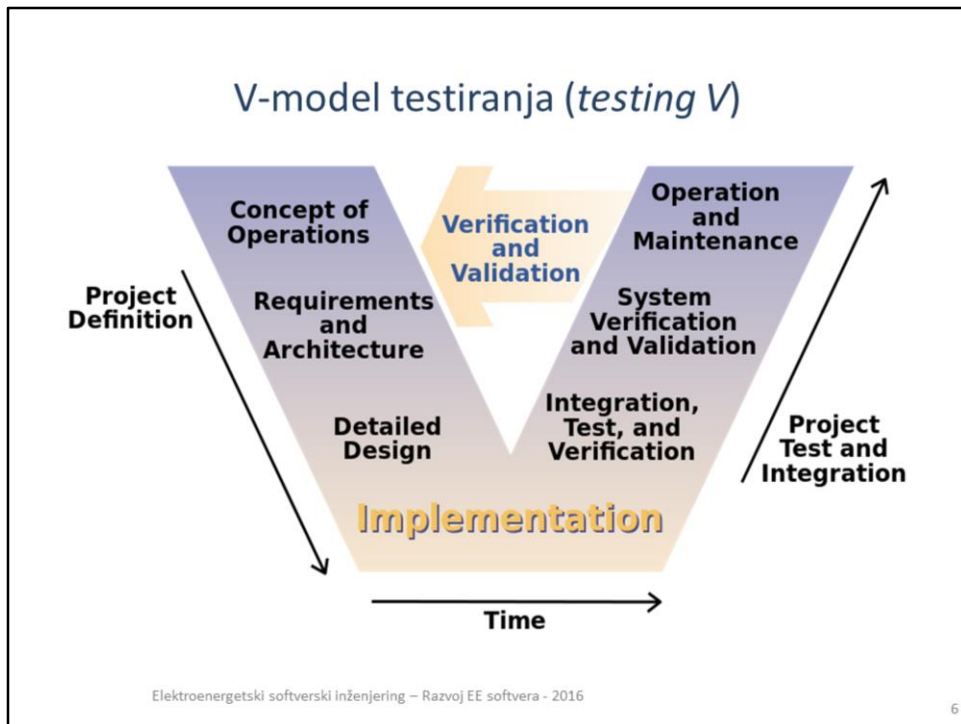 V-model testiranja (testing V)
Concept of
Operations
Verification
and
Validation
Operation
and
Maintenance
Project
Definition
Requirements
and
Architecture
System
Verification
and Validation
Detailed
Design
Integration,
Test, and
Verification
Project
Test and
Integration
Implementation
Time
Elektroenergetski softverski inženjering – Razvoj EE softvera - 2016
6